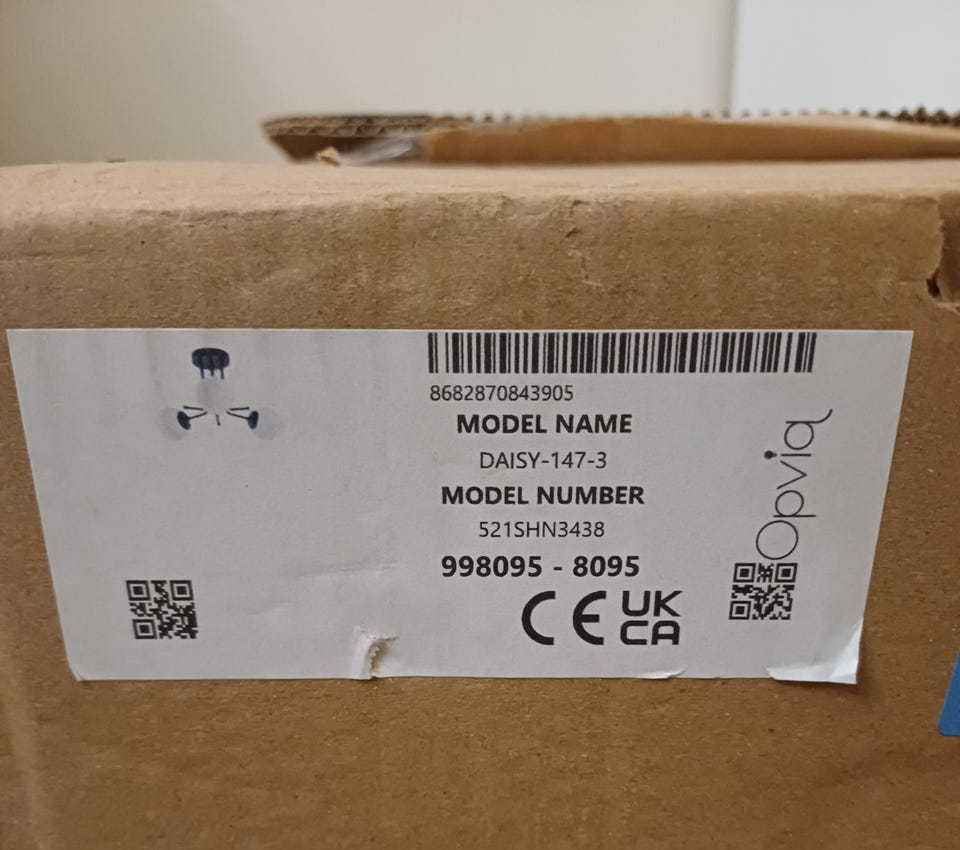 8682870843905
MODEL NAME
DAISY-147-3
MODEL NUMBER
521SHN3438
998095 - 8095
CE UK
CA
Opviq